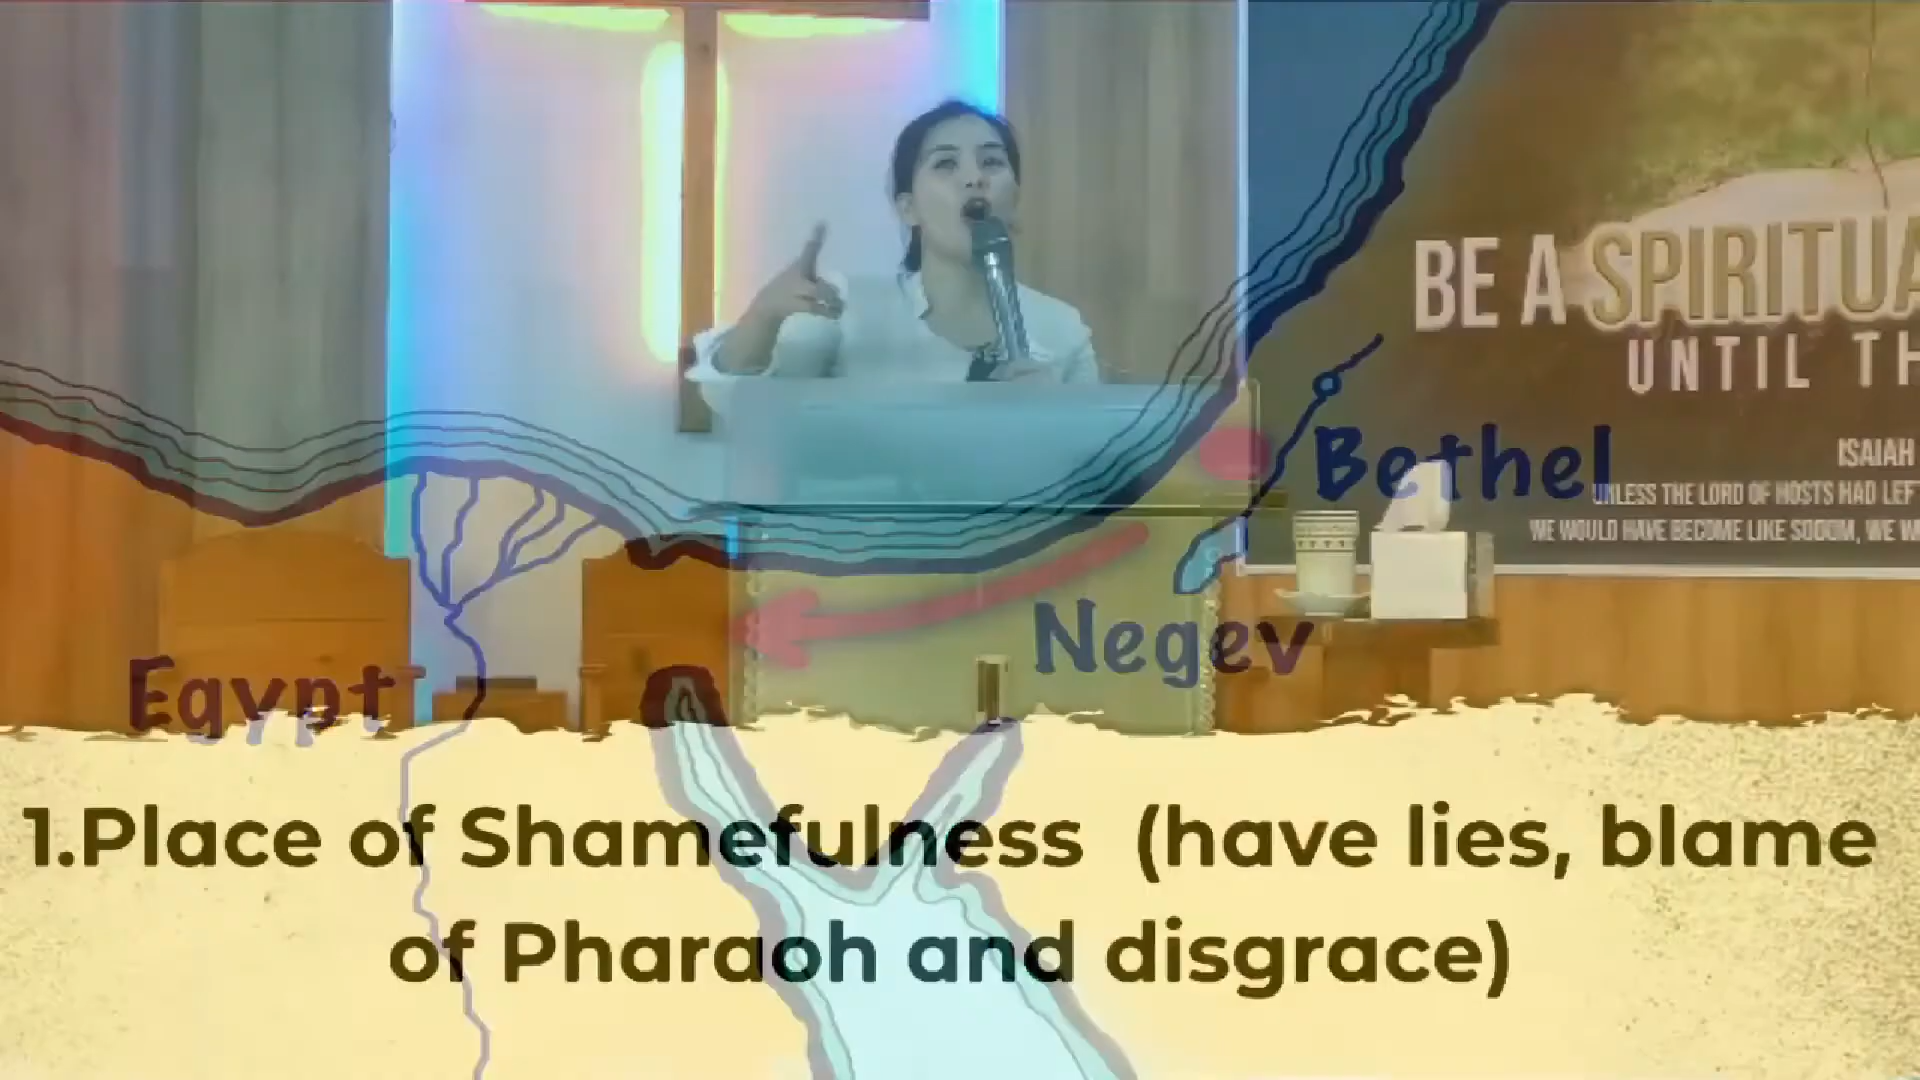 BE A SPIRITUA
UNTIL TH
ISAIAH
UNLESS THE LORD OF HOSTS HAD LEFT
WE WOULD HAVE BECOME LIKE SODOM, WE W
Bethel
Negev
Egypt
1.Place of Shamefulness (have lies, blame
of Pharaoh and disgrace)